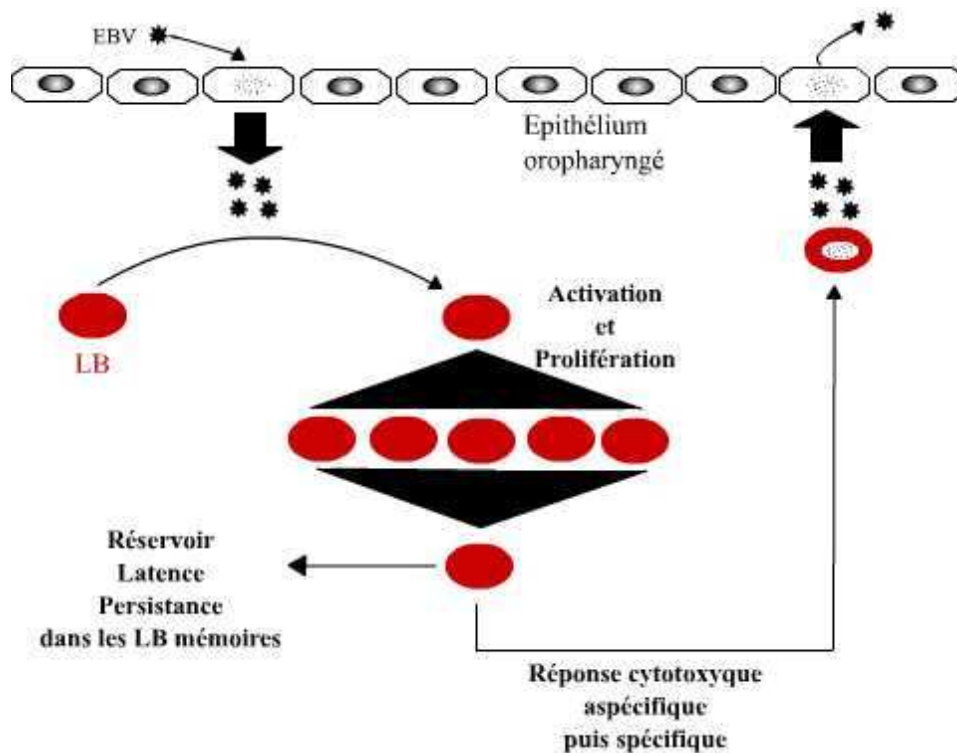 EBV
Epithélium
oropharyngé
LB
Activation
et
Prolifération
Réservoir
Latence
Persistance
dans les LB mémoires
Réponse cytotoxyque
aspécifique
puis spécifique